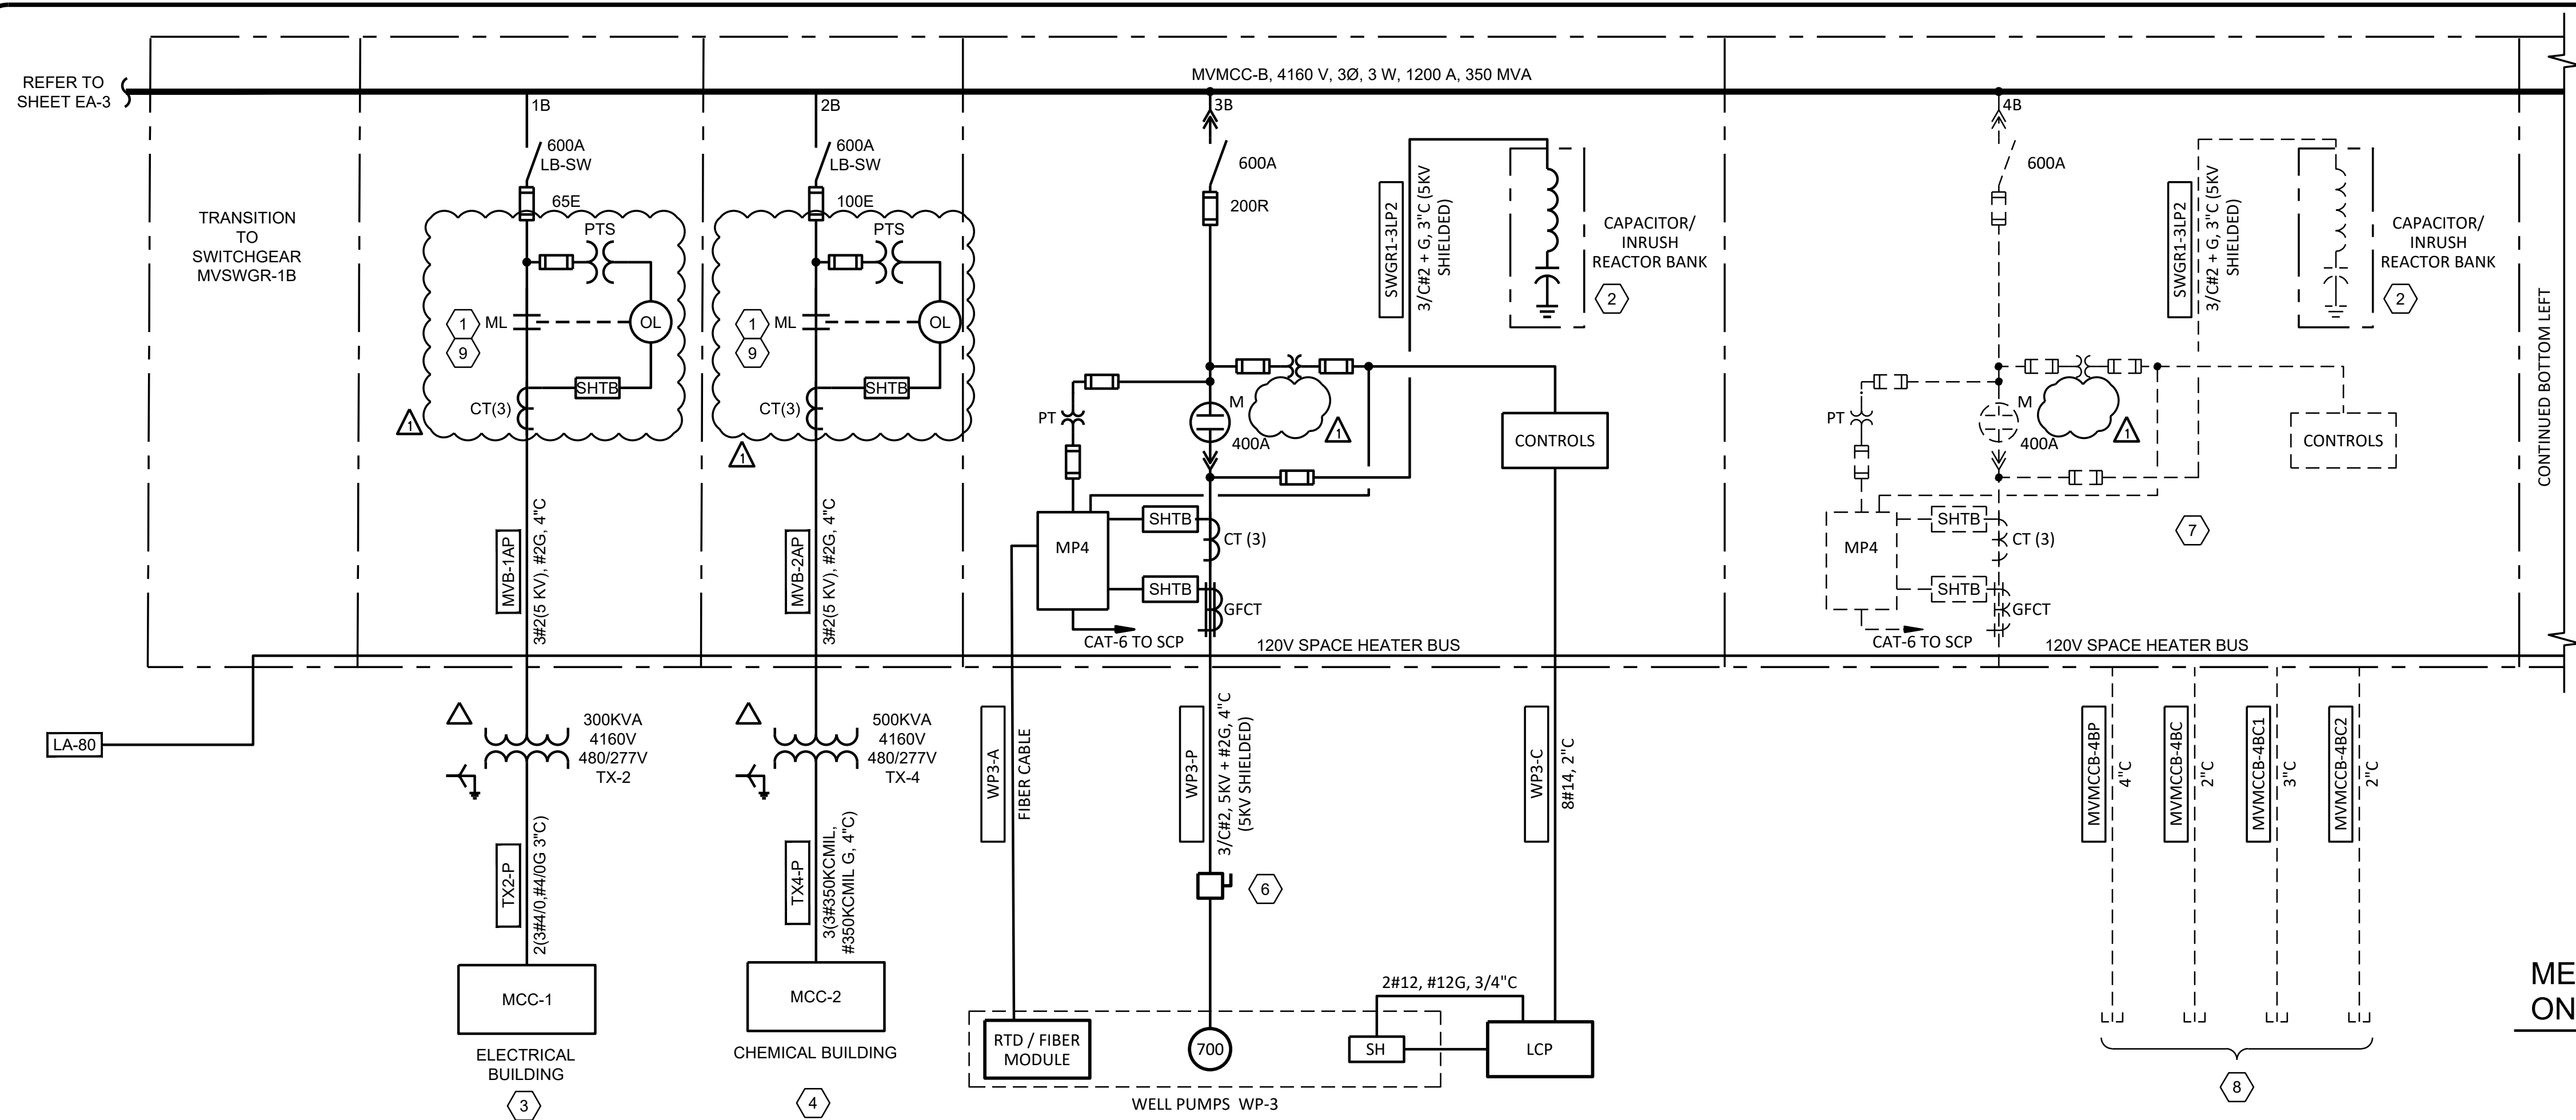 REFER TO
SHEET EA-3
MVMCC-B, 4160 V, 3Ø, 3 W, 1200 A, 350 MVA
TRANSITION
TO
SWITCHGEAR
MVSWGR-1B
1B
600A
LB-SW
65E
PTS
1
9
ML
OL
SHTB
CT(3)
1
MVB-1AP
3#2(5 KV), #2G, 4"C
2B
600A
LB-SW
100E
PTS
1
9
ML
OL
SHTB
CT(3)
1
MVB-2AP
3#2(5 KV), #2G, 4"C
3B
600A
200R
SWGR1-3LP2
3/C#2 + G, 3"C (5KV
SHIELDED)
CAPACITOR/
INRUSH
REACTOR BANK
2
PT
M
400A
1
CONTROLS
MP4
SHTB
CT (3)
SHTB
GFCT
CAT-6 TO SCP
120V SPACE HEATER BUS
4B
600A
SWGR1-3LP2
3/C#2 + G, 3"C (5KV
SHIELDED)
CAPACITOR/
INRUSH
REACTOR BANK
2
PT
M
400A
1
CONTROLS
MP4
SHTB
CT (3)
SHTB
GFCT
7
CAT-6 TO SCP
120V SPACE HEATER BUS
CONTINUED BOTTOM LEFT
LA-80
300KVA
4160V
480/277V
TX-2
TX2-P
2(3#4/0,#4/0G 3"C)
MCC-1
ELECTRICAL
BUILDING
3
500KVA
4160V
480/277V
TX-4
TX4-P
3(3#350KCMIL,
#350KCMIL G, 4"C)
MCC-2
CHEMICAL BUILDING
4
WP3-A
FIBER CABLE
WP3-P
3/C#2, 5KV + #2G, 4"C
(5KV SHIELDED)
6
WP3-C
8#14, 2"C
2#12, #12G, 3/4"C
RTD / FIBER
MODULE
700
SH
LCP
WELL PUMPS WP-3
MVMCCB-4BP
4"C
MVMCCB-4BC
2"C
MVMCCB-4BC1
3"C
MVMCCB-4BC2
2"C
8
ME
ON